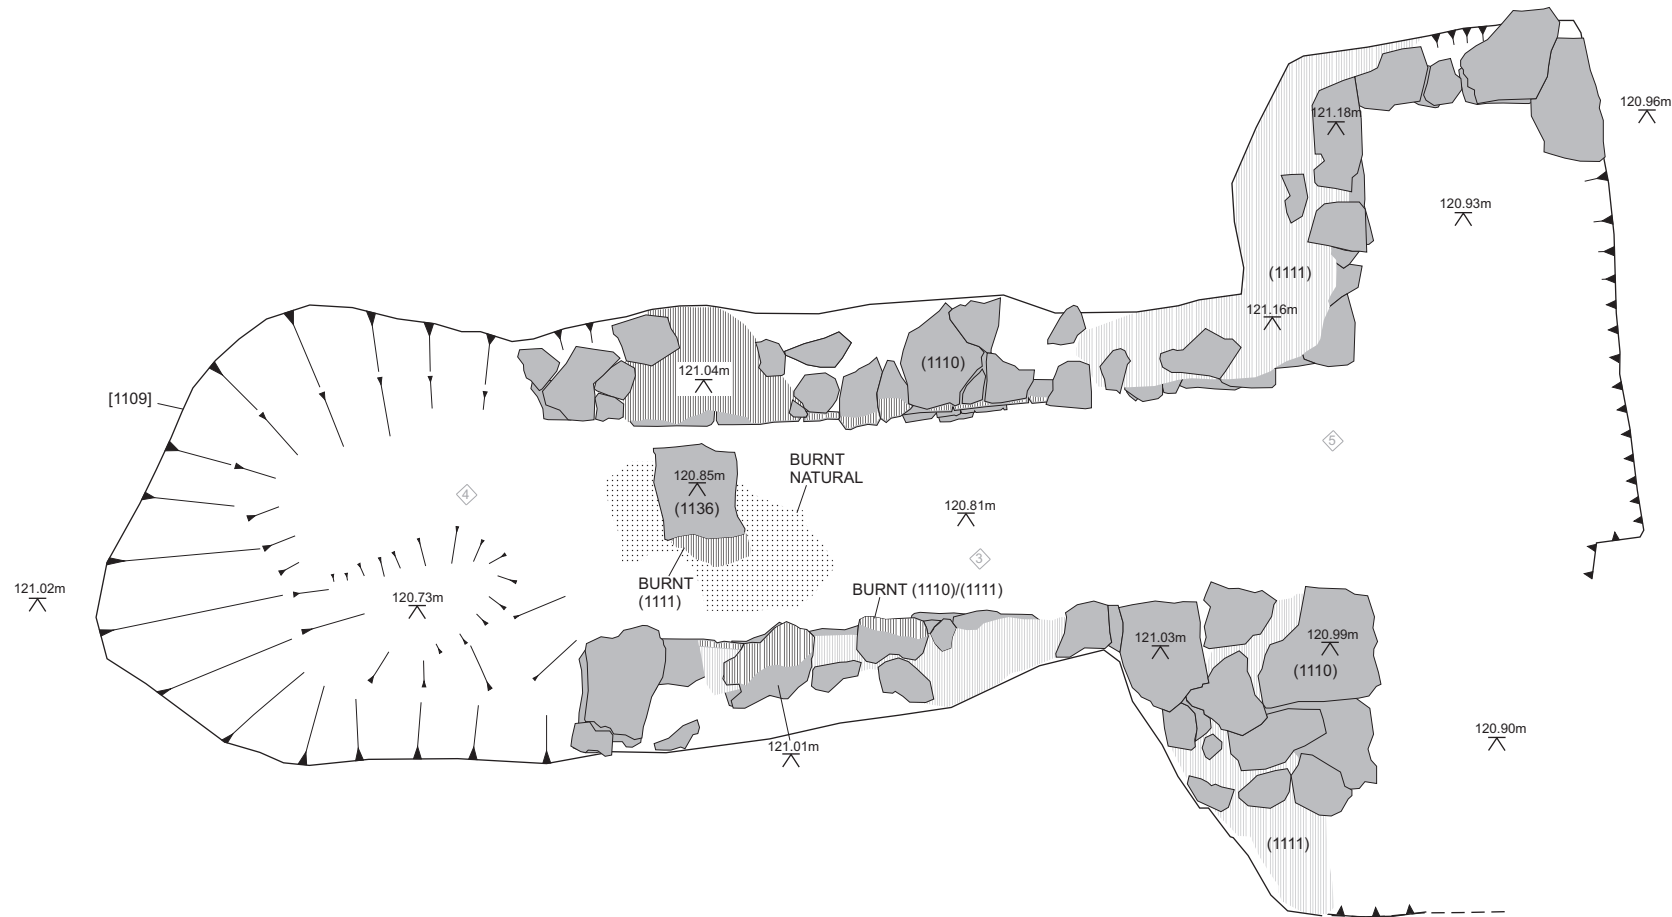 120.96m
121.18m
120.93m
(1111)
121.16m
(1110)
121.04m
[1109]
5
BURNT
NATURAL
120.85m
(1136)
4
120.81m
3
BURNT
(1111)
BURNT (1110)/(1111)
121.02m
120.73m
121.03m
120.99m
(1110)
121.01m
120.90m
(1111)